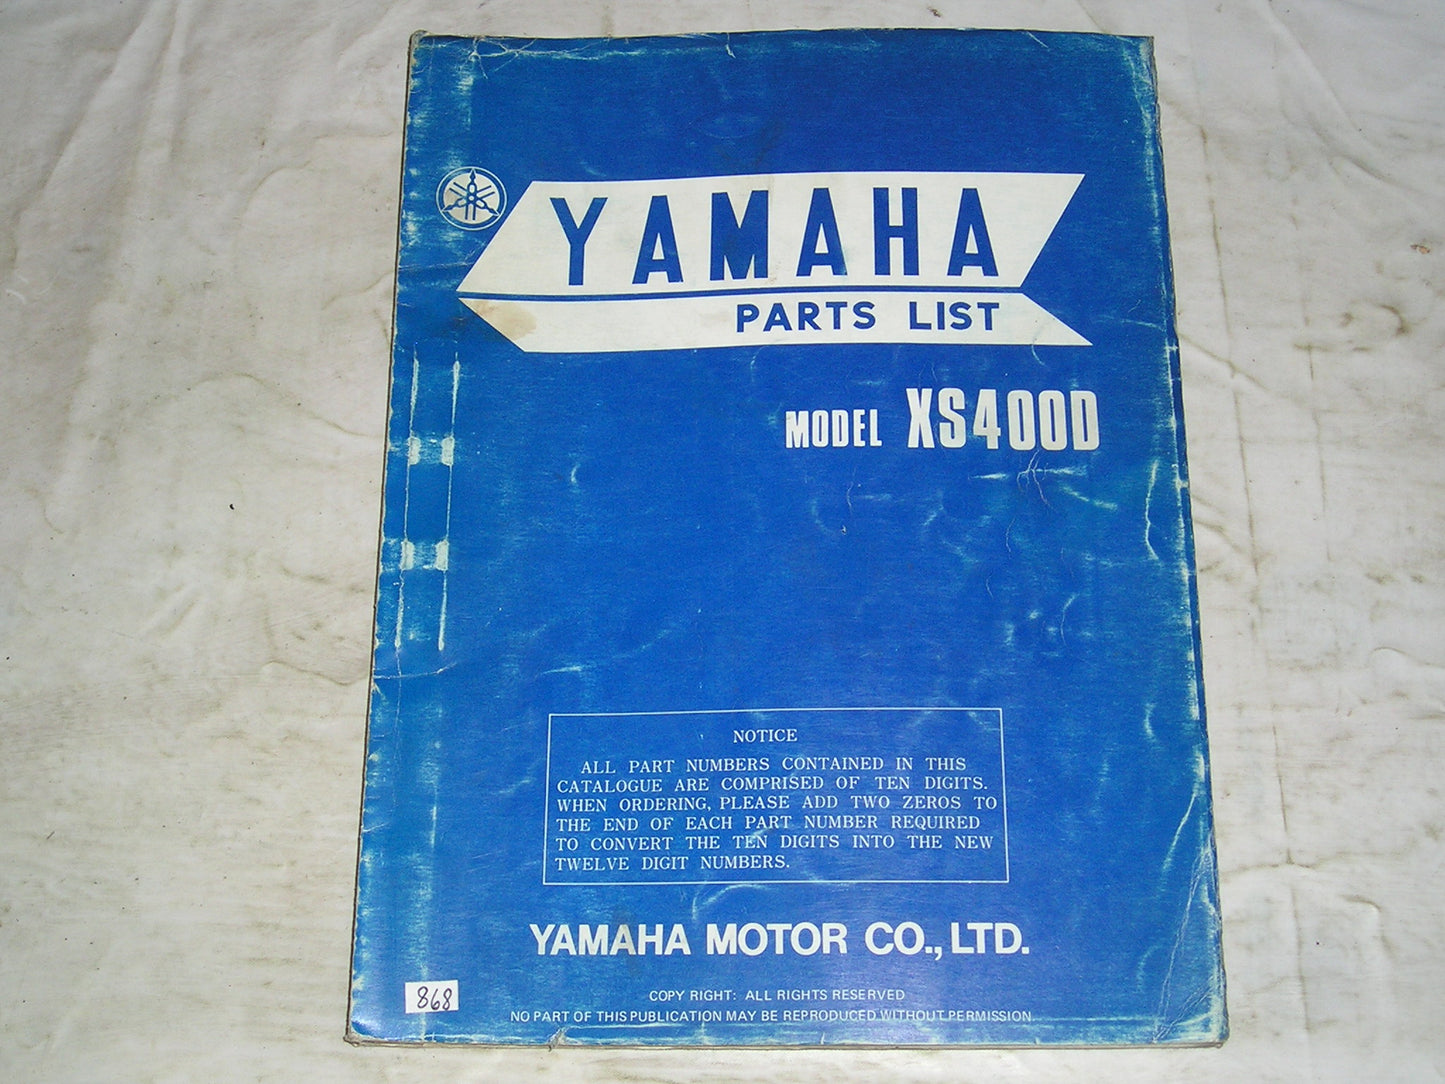 YAMAHA
PARTS LIST
MODEL XS400D
NOTICE
ALL PART NUMBERS CONTAINED IN THIS
CATALOGUE ARE COMPRISED OF TEN DIGITS.
WHEN ORDERING, PLEASE ADD TWO ZEROS TO
THE END OF EACH PART NUMBER REQUIRED
TO CONVERT THE TEN DIGITS INTO THE NEW
TWELVE DIGIT NUMBERS.
YAMAHA MOTOR CO., LTD.
868
COPY RIGHT: ALL RIGHTS RESERVED
NO PART OF THIS PUBLICATION MAY BE REPRODUCED WITHOUT PERMISSION.